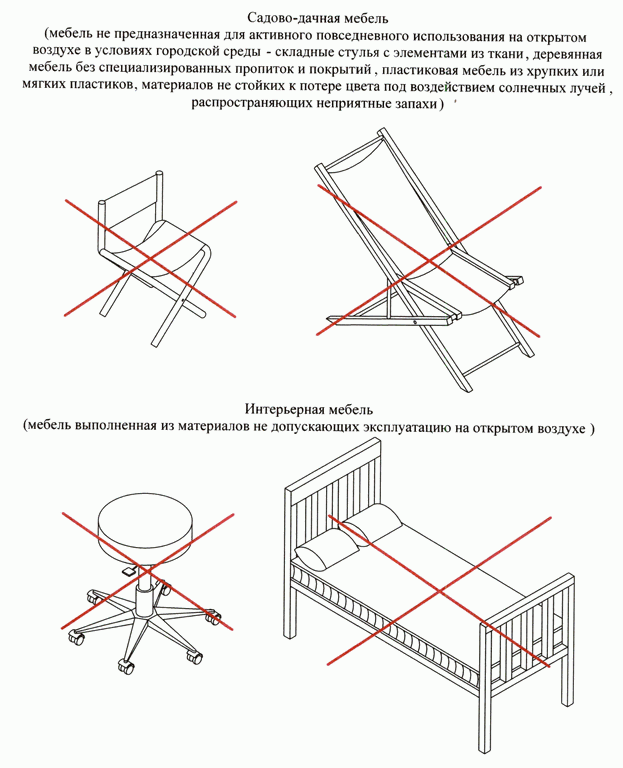 Садово-дачная мебель
(мебель не предназначенная для активного повседневного использования на открытом
воздухе в условиях городской среды - складные стулья с элементами из ткани, деревянная
мебель без специализированных пропиток и покрытий, пластиковая мебель из хрупких или
мягких пластиков, материалов не стойких к потере цвета под воздействием солнечных лучей,
распространяющих неприятные запахи)
Интерьерная мебель
(мебель выполненная из материалов не допускающих эксплуатацию на открытом воздухе)